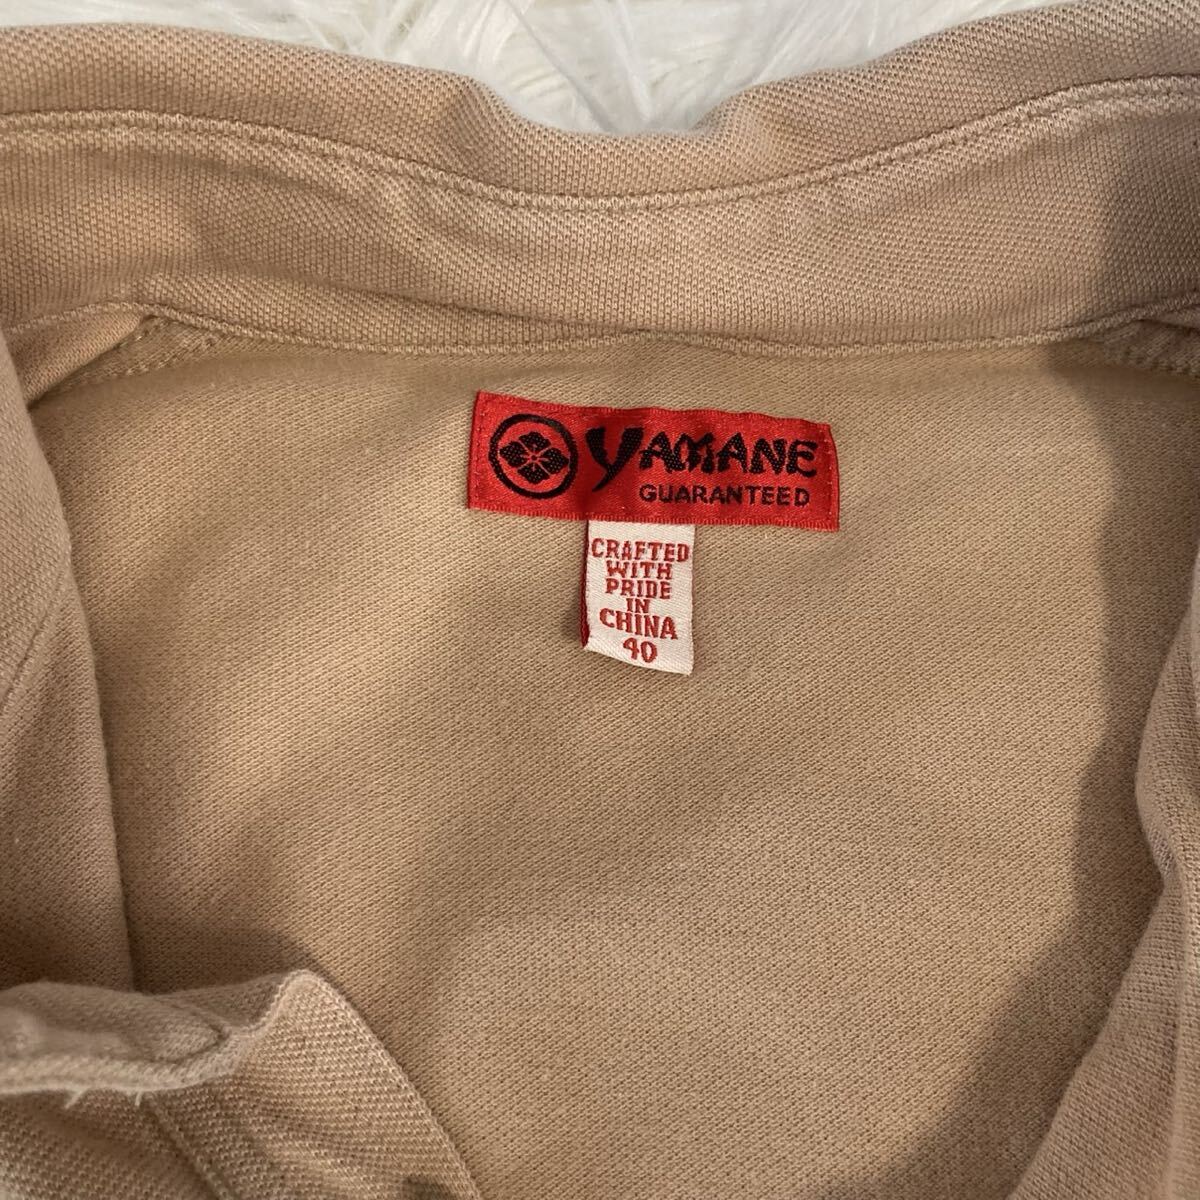 YAMANE
GUARANTEED
CRAFTED
WITH
PRIDE
IN
CHINA
40